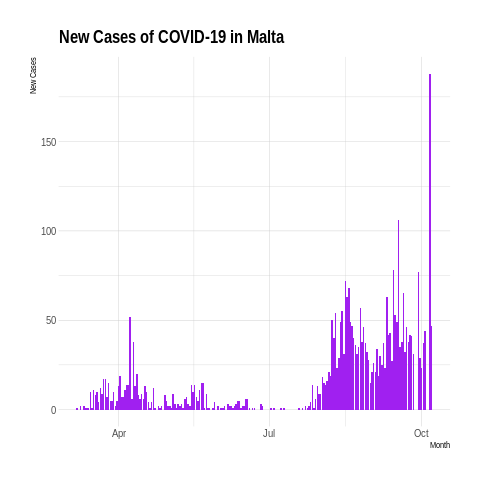 New Cases of COVID-19 in Malta
New Cases
150
100
50
0
Apr
Jul
Oct
Month